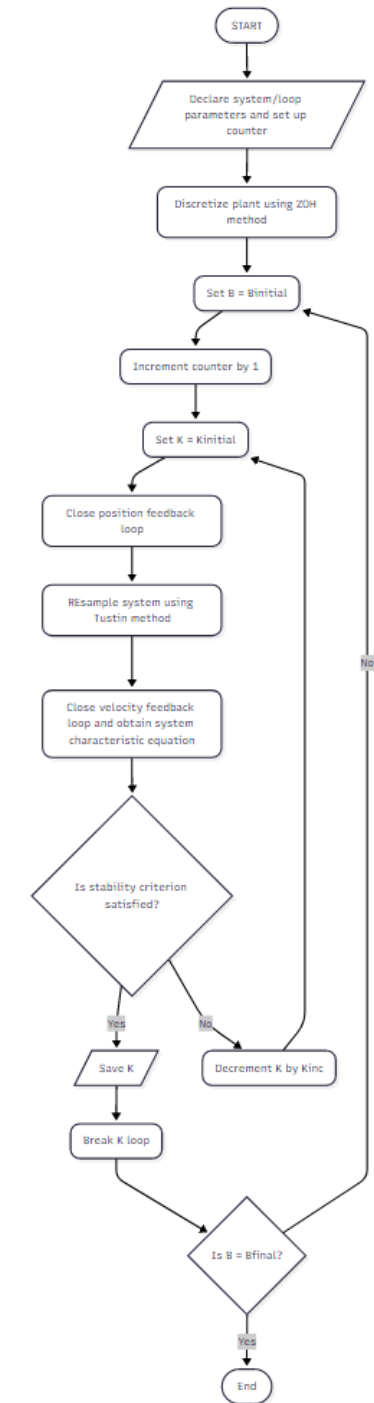 START
Declare system/loop
parameters and set up
counter
Discretize plant using ZOH
method
Set B = Binitial
Increment counter by 1
Set K = Kinitial
Close position feedback
loop
REsample system using
Tustin method
No
Close velocity feedback
loop and obtain system
characteristic equation
Is stability criterion
satisfied?
Yes
No
Save K
Decrement K by Kinc
Break K loop
Is B = Bfinal?
Yes
End